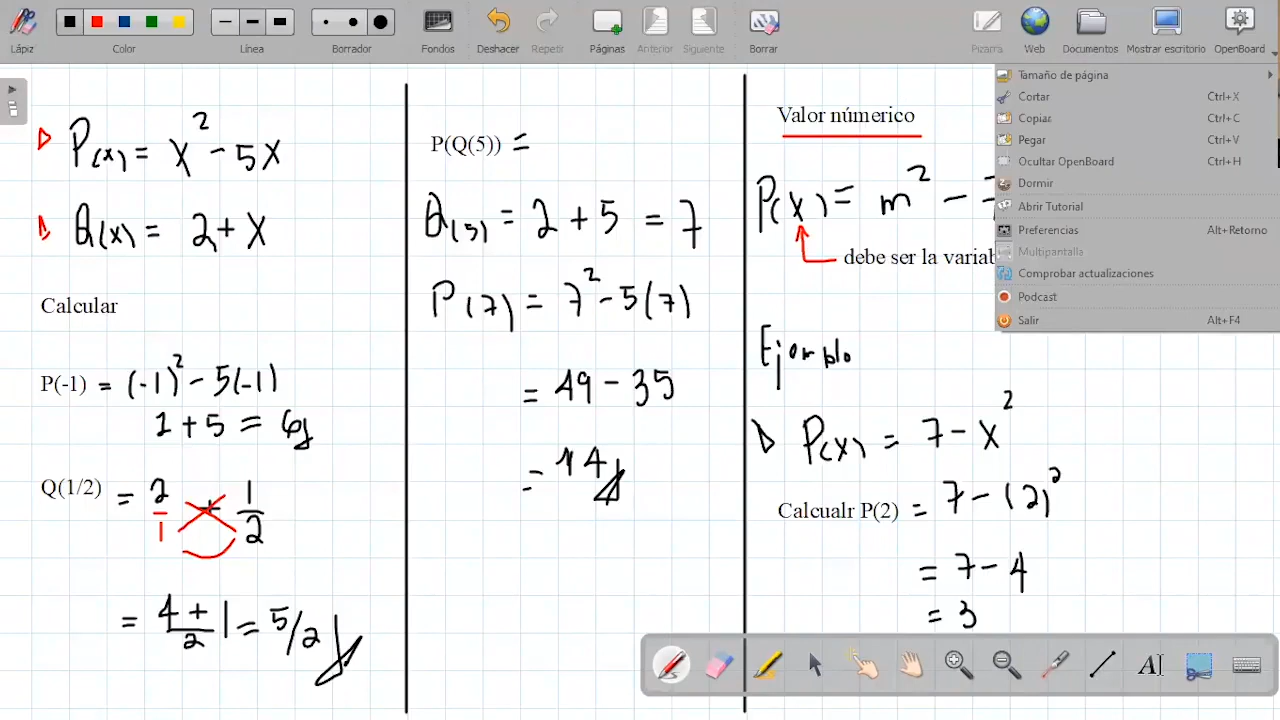 Lápiz Color Línea Borrador Fondos Deshacer Repetir Páginas Anterior Siguiente Borrar Pizarra Web Documentos Mostrar escritorio OpenBoard
Tamaño de página
Cortar Ctrl+X
Copiar Ctrl+C
Pegar Ctrl+V
Ocultar OpenBoard Ctrl+H
Dormir
Abrir Tutorial
Preferencias Alt+Retorno
Multipantalla
Comprobar actualizaciones
Podcast
Salir Alt+F4
P(x) = x² - 5x
Q(x) = 2 + x
Calcular
P(-1) = (-1)² - 5(-1)
1 + 5 = 6
Q(1/2) = 2/1 + 1/2
= 4 + 1 / 2 = 5/2
P(Q(5)) =
Q(5) = 2 + 5 = 7
P(7) = 7² - 5(7)
= 49 - 35
= 14
Valor númerico
P(x) = m² -
debe ser la variab
Ejemplo
P(x) = 7 - x²
Calcualr P(2) = 7 - (2)²
= 7 - 4
= 3